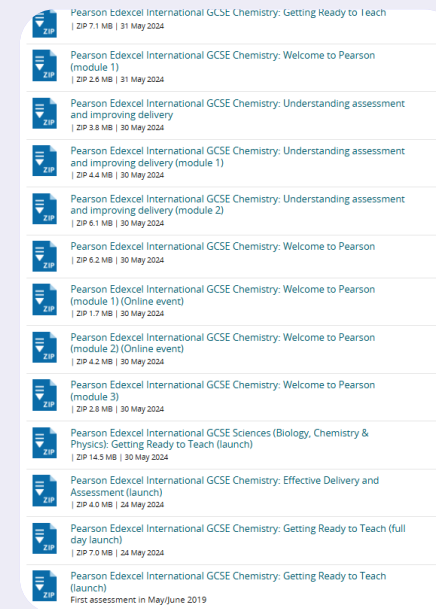 Pearson Edexcel International GCSE Chemistry: Getting Ready to Teach
ZIP
| ZIP 7.1 MB | 31 May 2024
Pearson Edexcel International GCSE Chemistry: Welcome to Pearson
(module 1)
ZIP
| ZIP 2.6 MB | 31 May 2024
Pearson Edexcel International GCSE Chemistry: Understanding assessment
and improving delivery
ZIP
| ZIP 3.8 MB | 30 May 2024
Pearson Edexcel International GCSE Chemistry: Understanding assessment
and improving delivery (module 1)
ZIP
| ZIP 4.4 MB | 30 May 2024
Pearson Edexcel International GCSE Chemistry: Understanding assessment
and improving delivery (module 2)
ZIP
| ZIP 6.1 MB | 30 May 2024
Pearson Edexcel International GCSE Chemistry: Welcome to Pearson
ZIP
| ZIP 6.2 MB | 30 May 2024
Pearson Edexcel International GCSE Chemistry: Welcome to Pearson
(module 1) (Online event)
ZIP
| ZIP 1.7 MB | 30 May 2024
Pearson Edexcel International GCSE Chemistry: Welcome to Pearson
(module 2) (Online event)
ZIP
| ZIP 4.2 MB | 30 May 2024
Pearson Edexcel International GCSE Chemistry: Welcome to Pearson
(module 3)
ZIP
| ZIP 2.8 MB | 30 May 2024
Pearson Edexcel International GCSE Sciences (Biology, Chemistry &
Physics): Getting Ready to Teach (launch)
ZIP
| ZIP 14.5 MB | 30 May 2024
Pearson Edexcel International GCSE Chemistry: Effective Delivery and
Assessment (launch)
ZIP
| ZIP 4.0 MB | 24 May 2024
Pearson Edexcel International GCSE Chemistry: Getting Ready to Teach (full
day launch)
ZIP
| ZIP 7.0 MB | 24 May 2024
Pearson Edexcel International GCSE Chemistry: Getting Ready to Teach
(launch)
ZIP
First assessment in May/June 2019